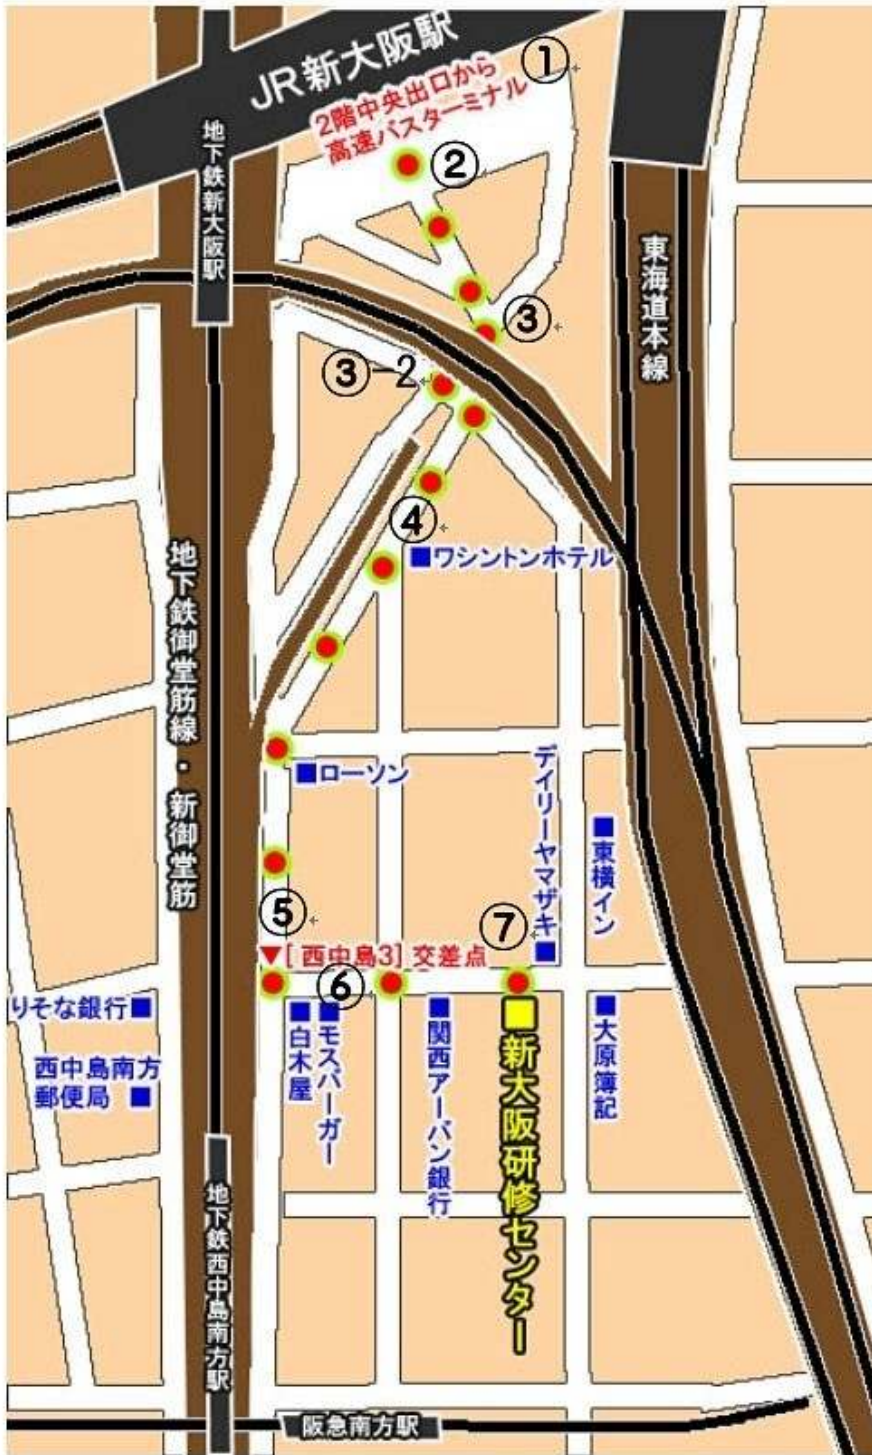 JR新大阪駅
①
2階中央出口から
高速バスターミナル
②
地下鉄新大阪駅
東海道本線
③
③-2
④
■ワシントンホテル
地下鉄御堂筋線・新御堂筋
■ローソン
デイリーヤマザキ■
■東横イン
⑤
⑦
▼[西中島3]交差点
⑥
りそな銀行■
西中島南方
郵便局 ■
■白木屋
■モスバーガー
■関西アーバン銀行
■新大阪研修センター
■大原簿記
地下鉄西中島南方駅
阪急南方駅